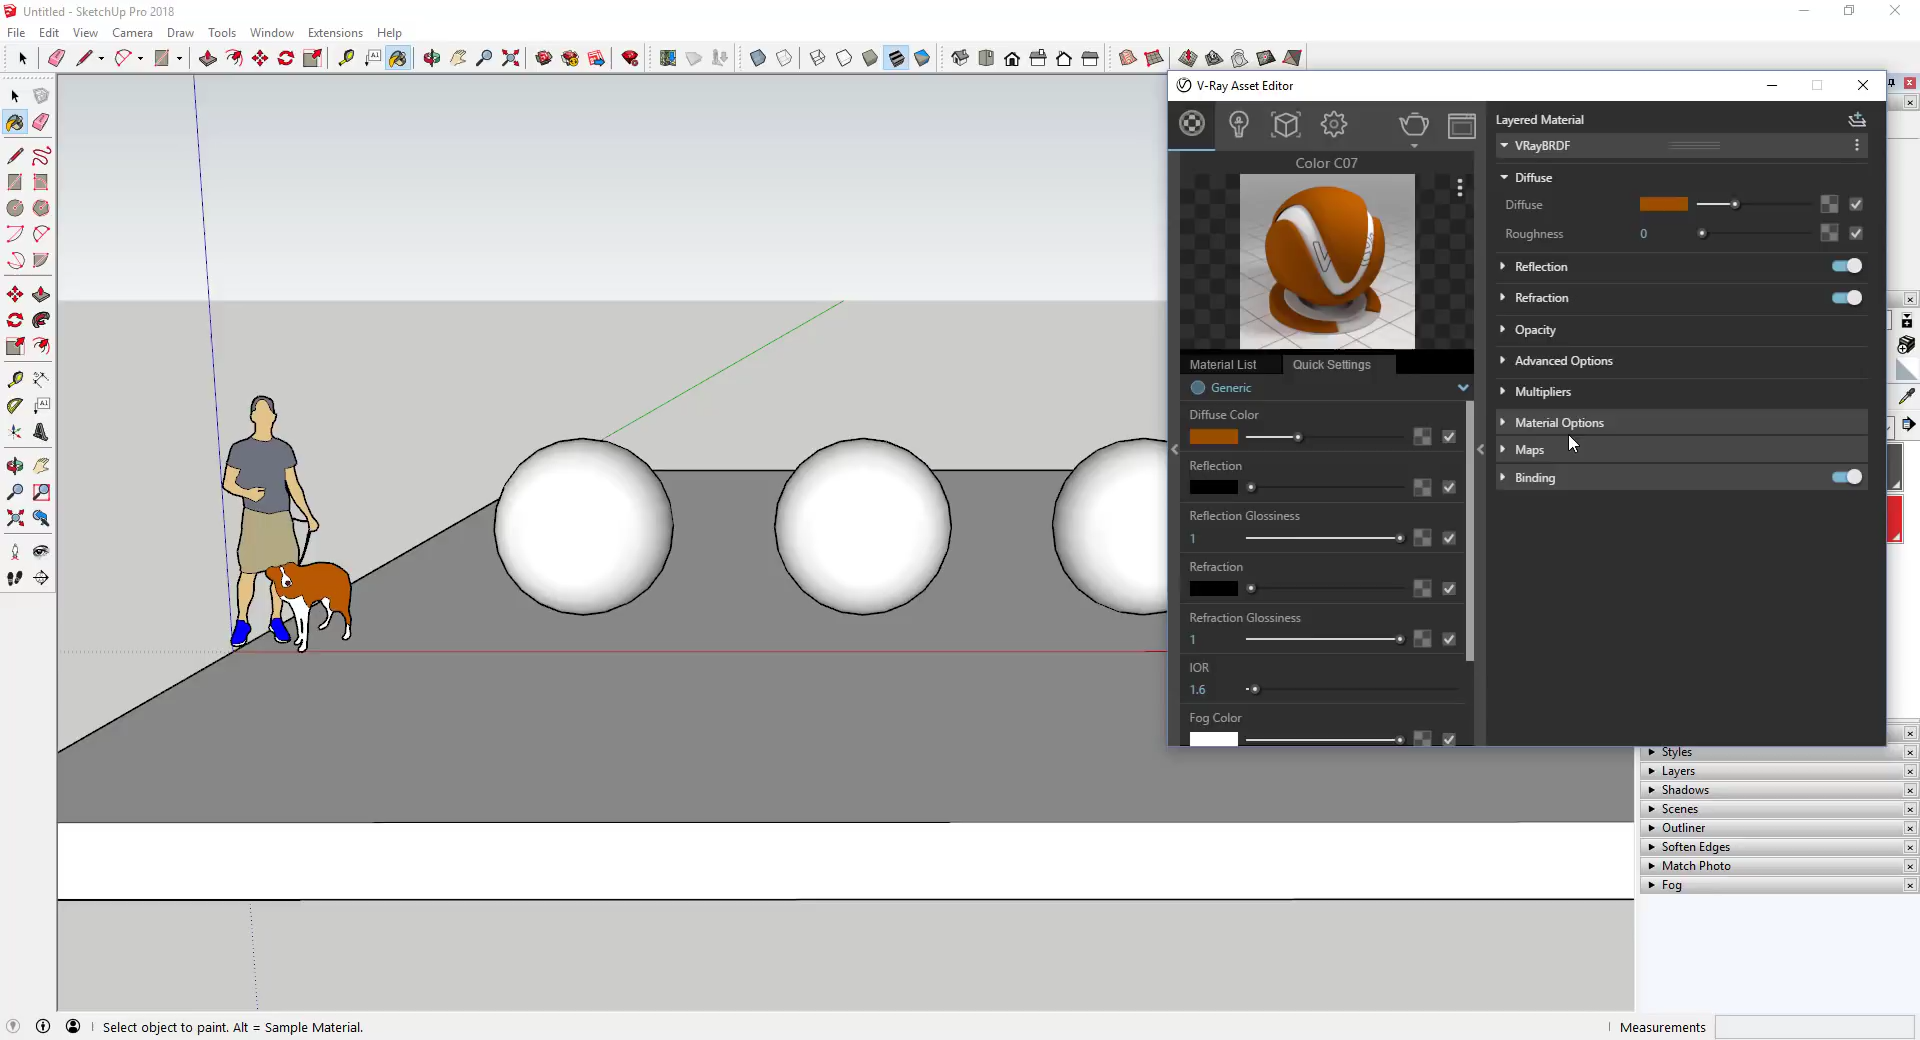 Untitled - SketchUp Pro 2018
File Edit View Camera Draw Tools Window Extensions Help
V-Ray Asset Editor
Color C07
Material List Quick Settings
Generic
Diffuse Color
Reflection
Reflection Glossiness
1
Refraction
Refraction Glossiness
1
IOR
1.6
Fog Color
Layered Material
VRayBRDF
Diffuse
Diffuse
Roughness 0
Reflection
Refraction
Opacity
Advanced Options
Multipliers
Material Options
Maps
Binding
Styles
Layers
Shadows
Scenes
Outliner
Soften Edges
Match Photo
Fog
Select object to paint. Alt = Sample Material.
Measurements